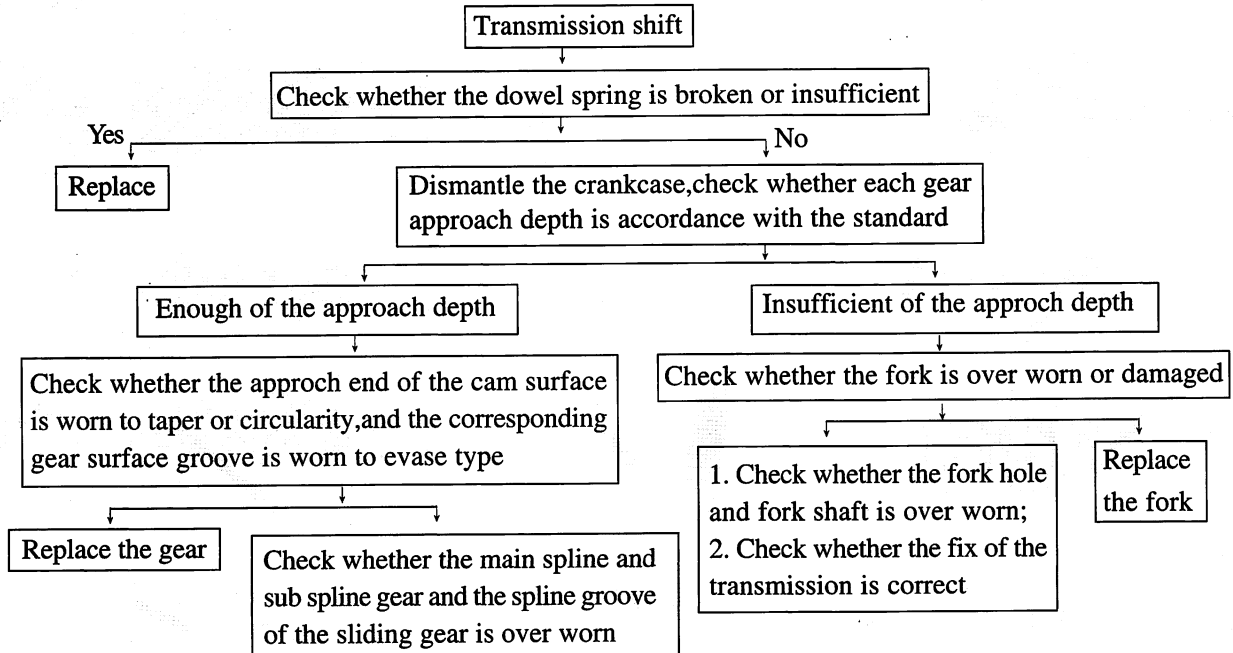 Transmission shift
Check whether the dowel spring is broken or insufficient
Yes
No
Replace
Dismantle the crankcase,check whether each gear
approach depth is accordance with the standard
Enough of the approach depth
Insufficient of the approch depth
Check whether the approch end of the cam surface
is worn to taper or circularity,and the corresponding
gear surface groove is worn to evase type
Check whether the fork is over worn or damaged
Replace the gear
Check whether the main spline and
sub spline gear and the spline groove
of the sliding gear is over worn
1. Check whether the fork hole
and fork shaft is over worn;
2. Check whether the fix of the
transmission is correct
Replace
the fork